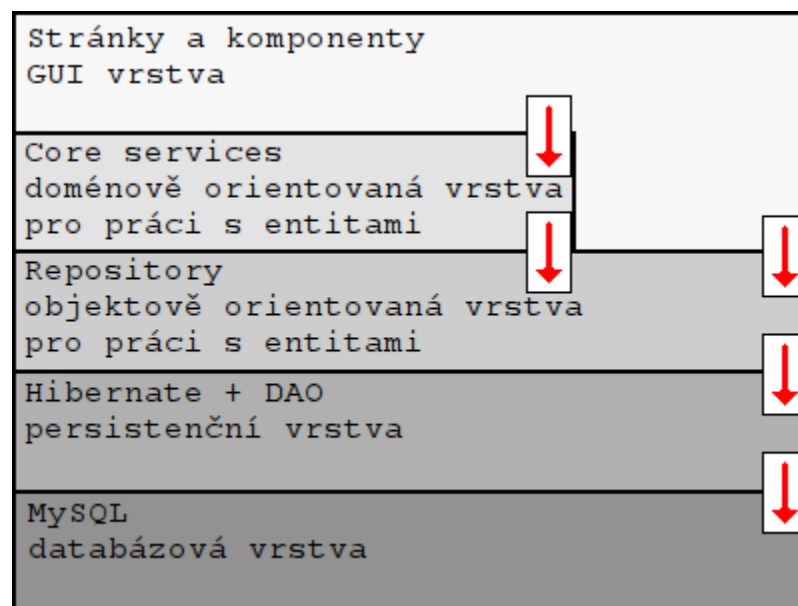 Stránky a komponenty
GUI vrstva
Core services
doménově orientovaná vrstva
pro práci s entitami
Repository
objektově orientovaná vrstva
pro práci s entitami
Hibernate + DAO
persistenční vrstva
MySQL
databázová vrstva